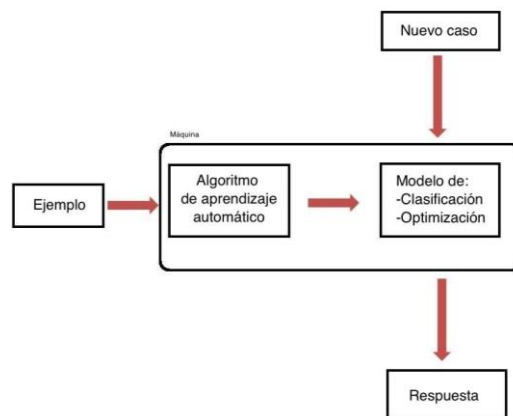 Nuevo caso
Máquina
Ejemplo
Algoritmo
de aprendizaje
automático
Modelo de:
-Clasificación
-Optimización
Respuesta